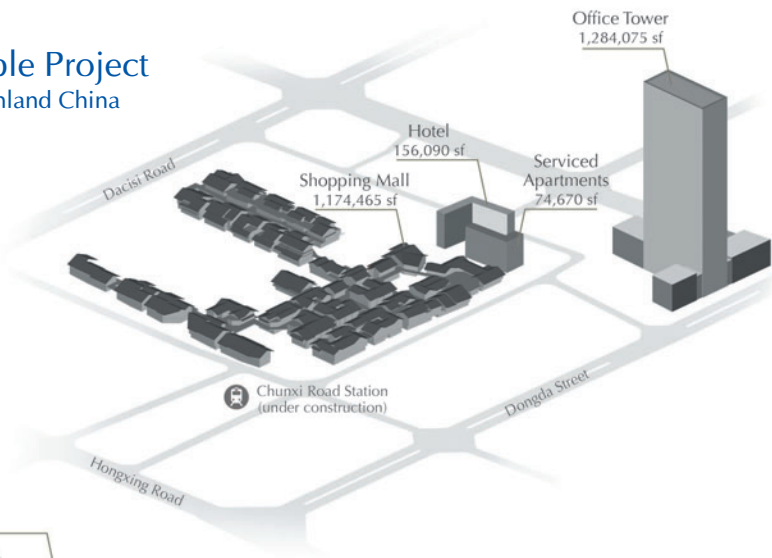 ble Project
nland China
Office Tower
1,284,075 sf
Hotel
156,090 sf
Serviced
Apartments
74,670 sf
Shopping Mall
1,174,465 sf
Dacisi Road
Chunxi Road Station
(under construction)
Dongda Street
Hongxing Road